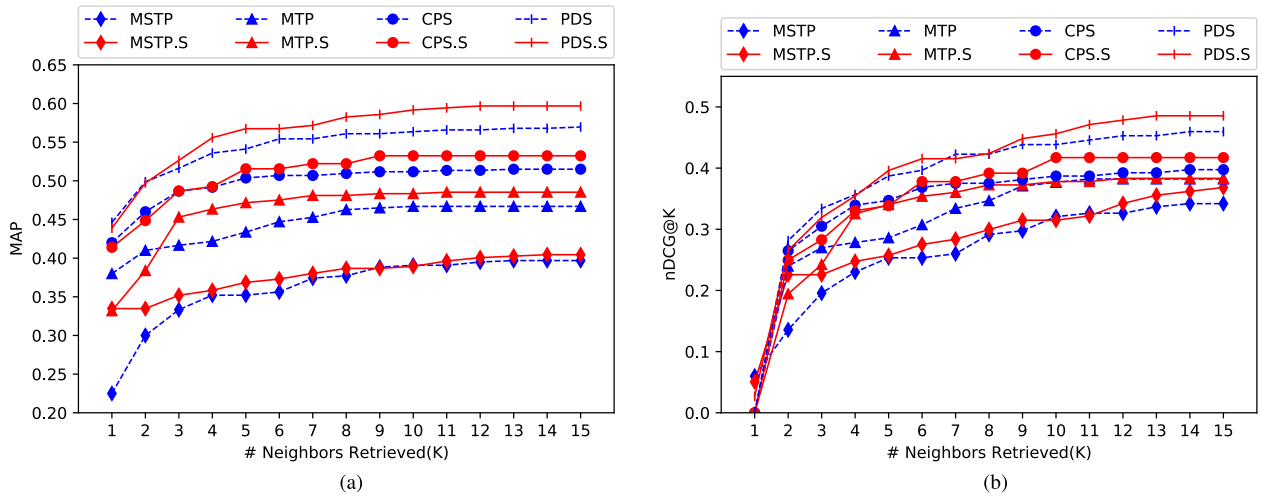 MSTP MTP CPS PDS
MSTP.S MTP.S CPS.S PDS.S
0.65
0.60
0.55
0.50
0.45
0.40
0.35
0.30
0.25
0.20
MAP
1 2 3 4 5 6 7 8 9 10 11 12 13 14 15
# Neighbors Retrieved(K)
(a)
MSTP MTP CPS PDS
MSTP.S MTP.S CPS.S PDS.S
0.5
0.4
0.3
0.2
0.1
0.0
nDCG@K
1 2 3 4 5 6 7 8 9 10 11 12 13 14 15
# Neighbors Retrieved(K)
(b)